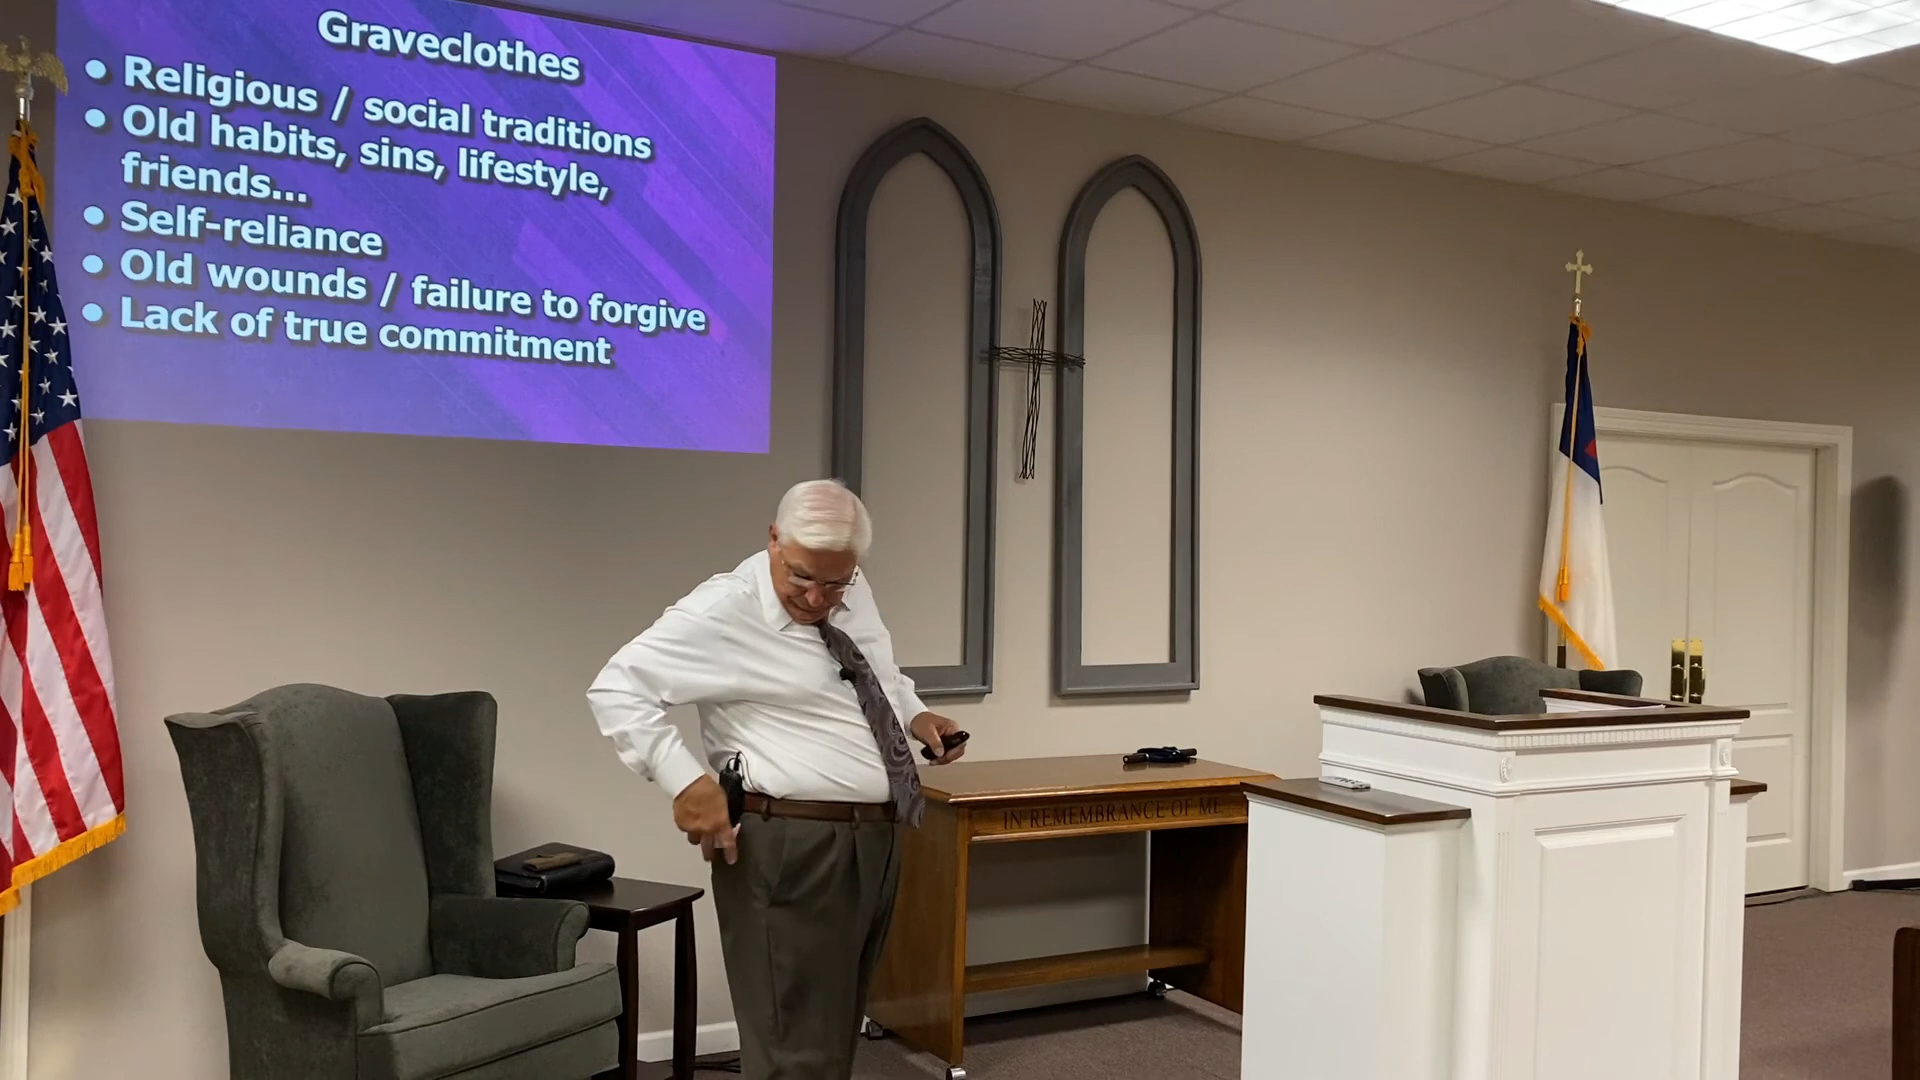 Graveclothes
● Religious / social traditions
● Old habits, sins, lifestyle,
friends...
● Self-reliance
● Old wounds / failure to forgive
● Lack of true commitment
IN REMEMBRANCE OF ME